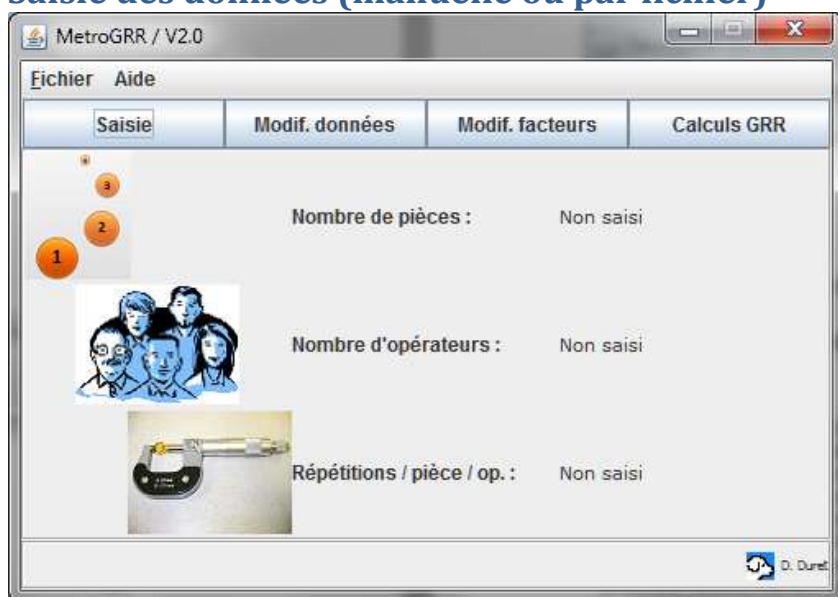 saisie des données (manuelle ou par fichier)
MetroGRR / V2.0
Fichier Aide
Saisie Modif. données Modif. facteurs Calculs GRR
3
2
1
Nombre de pièces : Non saisi
Nombre d'opérateurs : Non saisi
Répétitions / pièce / op. : Non saisi
D. Duret